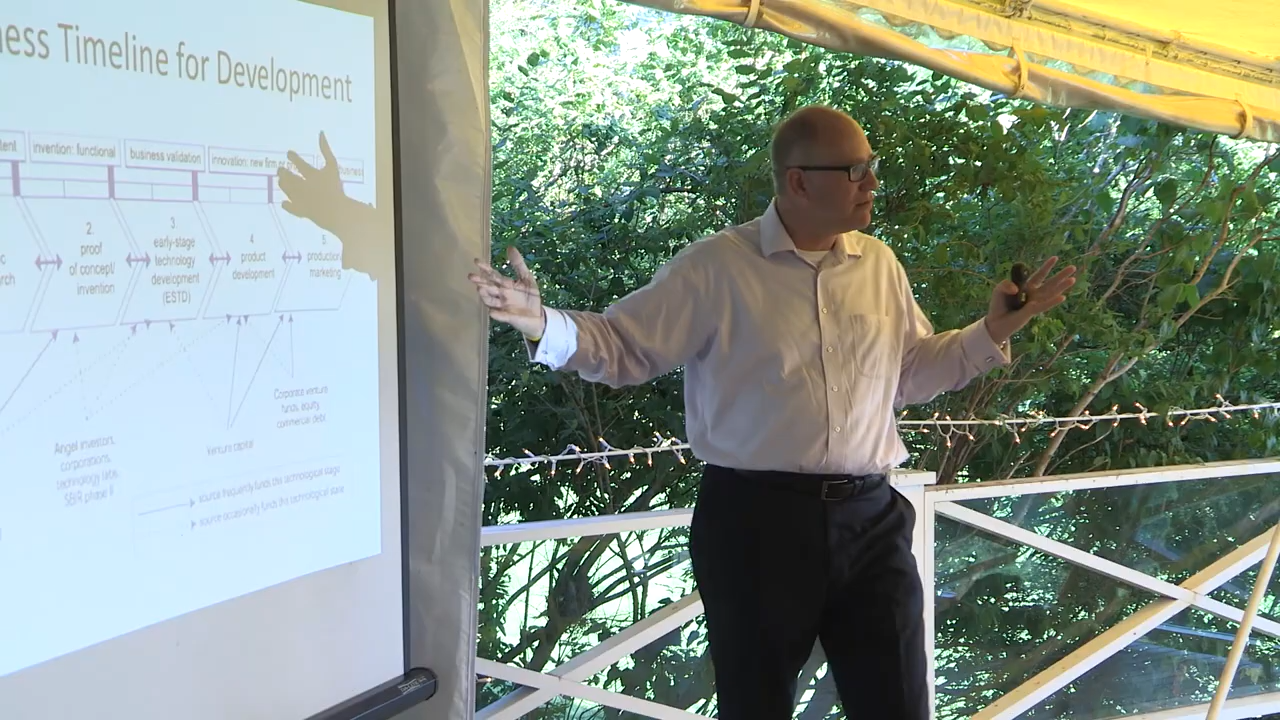 ness Timeline for Development
invention: functional
business validation
innovation: new firm or
business
2.
proof
of concept/
invention
3.
early-stage
technology
development
(ESTD)
4
product
development
5.
production/
marketing
Angel investors,
corporations,
technology labs,
SBIR phase II
Venture capital
Corporate venture
funds, equity,
commercial debt
source frequently funds this technological stage
source occasionally funds this technological stage